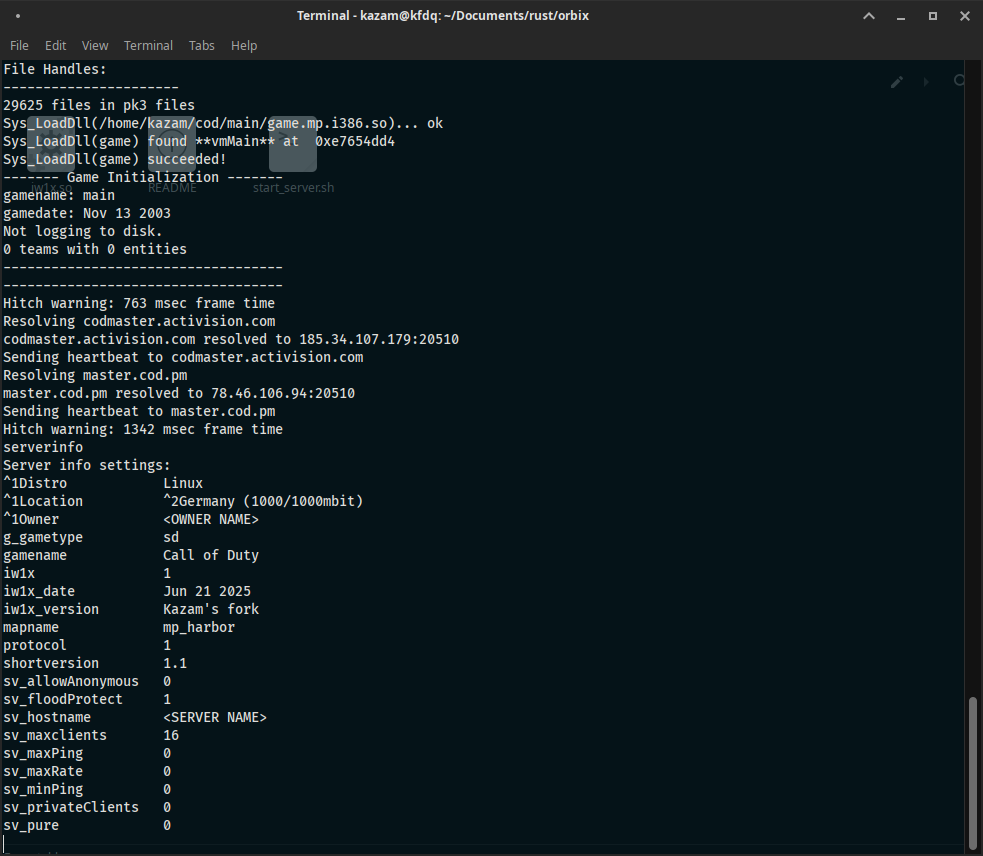 Terminal - kazam@kfdq: ~/Documents/rust/orbix
File Edit View Terminal Tabs Help
File Handles:
----------------------
29625 files in pk3 files
Sys_LoadDll(/home/kazam/cod/main/game.mp.i386.so)... ok
Sys_LoadDll(game) found **vmMain** at  0xe7654dd4
Sys_LoadDll(game) succeeded!
------- Game Initialization -------
iw1x.so README start_server.sh
gamename: main
gamedate: Nov 13 2003
Not logging to disk.
0 teams with 0 entities
-----------------------------------
-----------------------------------
Hitch warning: 763 msec frame time
Resolving codmaster.activision.com
codmaster.activision.com resolved to 185.34.107.179:20510
Sending heartbeat to codmaster.activision.com
Resolving master.cod.pm
master.cod.pm resolved to 78.46.106.94:20510
Sending heartbeat to master.cod.pm
Hitch warning: 1342 msec frame time
serverinfo
Server info settings:
^1Distro            Linux
^1Location          ^2Germany (1000/1000mbit)
^1Owner             <OWNER NAME>
g_gametype          sd
gamename            Call of Duty
iw1x                1
iw1x_date           Jun 21 2025
iw1x_version        Kazam's fork
mapname             mp_harbor
protocol            1
shortversion        1.1
sv_allowAnonymous   0
sv_floodProtect     1
sv_hostname         <SERVER NAME>
sv_maxclients       16
sv_maxPing          0
sv_maxRate          0
sv_minPing          0
sv_privateClients   0
sv_pure             0